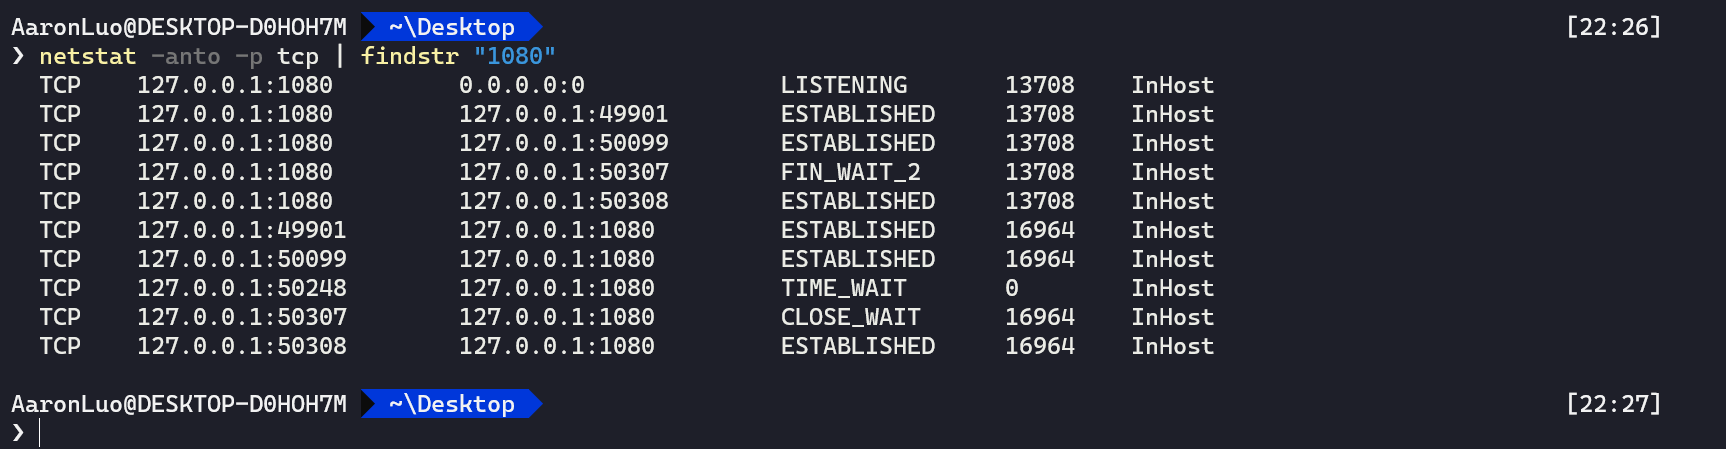 AaronLuo@DESKTOP-D0HOH7M ~\Desktop [22:26]
❯ netstat -anto -p tcp | findstr "1080"
TCP 127.0.0.1:1080 0.0.0.0:0 LISTENING 13708 InHost
TCP 127.0.0.1:1080 127.0.0.1:49901 ESTABLISHED 13708 InHost
TCP 127.0.0.1:1080 127.0.0.1:50099 ESTABLISHED 13708 InHost
TCP 127.0.0.1:1080 127.0.0.1:50307 FIN_WAIT_2 13708 InHost
TCP 127.0.0.1:1080 127.0.0.1:50308 ESTABLISHED 13708 InHost
TCP 127.0.0.1:49901 127.0.0.1:1080 ESTABLISHED 16964 InHost
TCP 127.0.0.1:50099 127.0.0.1:1080 ESTABLISHED 16964 InHost
TCP 127.0.0.1:50248 127.0.0.1:1080 TIME_WAIT 0 InHost
TCP 127.0.0.1:50307 127.0.0.1:1080 CLOSE_WAIT 16964 InHost
TCP 127.0.0.1:50308 127.0.0.1:1080 ESTABLISHED 16964 InHost
AaronLuo@DESKTOP-D0HOH7M ~\Desktop [22:27]
❯